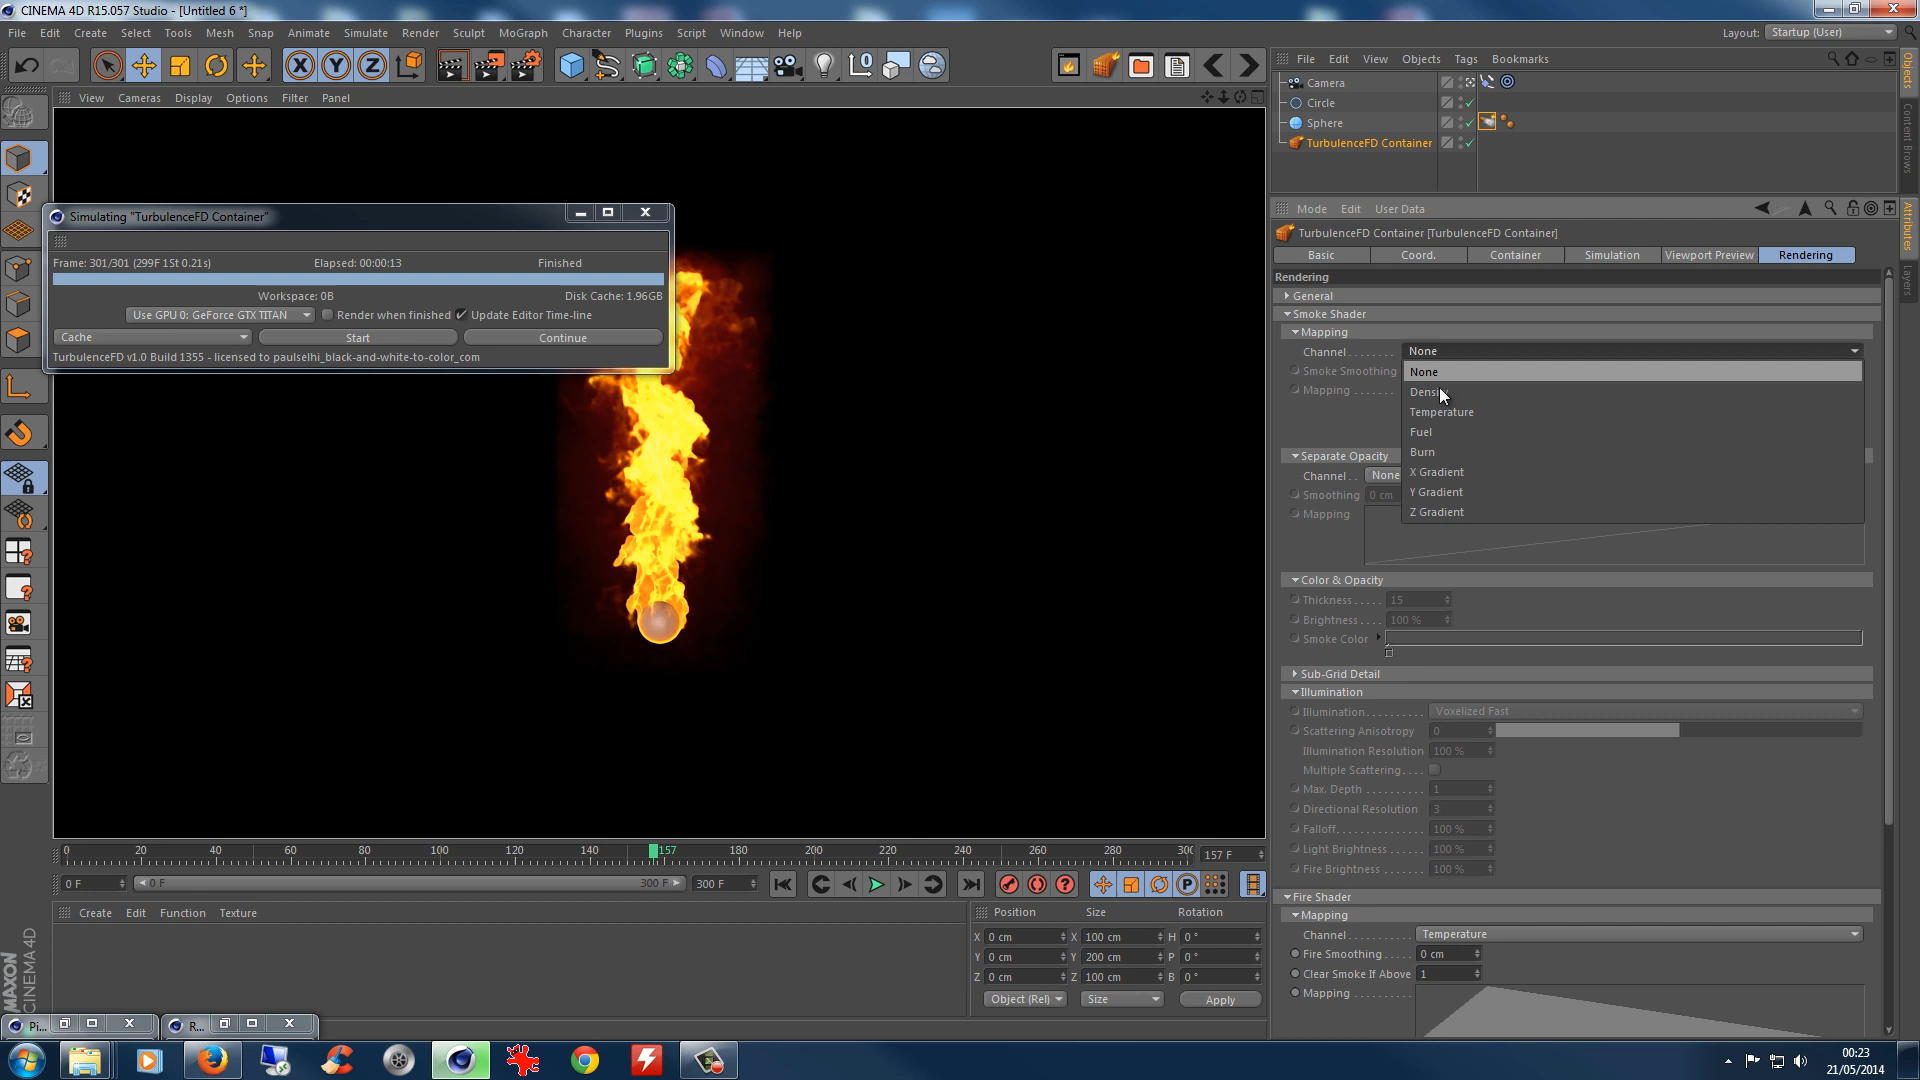 CINEMA 4D R15.057 Studio - [Untitled 6 *]
File Edit Create Select Tools Mesh Snap Animate Simulate Render Sculpt MoGraph Character Plugins Script Window Help
Layout: Startup (User)
View Cameras Display Options Filter Panel
File Edit View Objects Tags Bookmarks
Camera
Circle
Sphere
TurbulenceFD Container
Objects
Content Brows
Attributes
Layers
Mode Edit User Data
TurbulenceFD Container [TurbulenceFD Container]
Basic Coord. Container Simulation Viewport Preview Rendering
Rendering
General
Smoke Shader
Mapping
Channel . . . . . . . . None
Smoke Smoothing
Mapping . . . . . . .
None
Density
Temperature
Fuel
Burn
X Gradient
Y Gradient
Z Gradient
Separate Opacity
Channel . . None
Smoothing 0 cm
Mapping
Color & Opacity
Thickness . . . . . 15
Brightness . . . . 100 %
Smoke Color
Sub-Grid Detail
Illumination
Illumination . . . . . . . . . Voxelized Fast
Scattering Anisotropy 0
Illumination Resolution 100 %
Multiple Scattering . . . .
Max. Depth . . . . . . . . . . 1
Directional Resolution 3
Falloff . . . . . . . . . . . . . . 100 %
Light Brightness . . . . . . 100 %
Fire Brightness . . . . . . . 100 %
Fire Shader
Mapping
Channel . . . . . . . . . . . Temperature
Fire Smoothing . . . . . 0 cm
Clear Smoke If Above 1
Mapping . . . . . . . . . .
Simulating "TurbulenceFD Container"
Frame: 301/301 (299F 1St 0.21s) Elapsed: 00:00:13 Finished
Workspace: 0B Disk Cache: 1.96GB
Use GPU 0: GeForce GTX TITAN Render when finished Update Editor Time-line
Cache Start Continue
TurbulenceFD v1.0 Build 1355 - licensed to paulselhi_black-and-white-to-color_com
0 20 40 60 80 100 120 140 157 180 200 220 240 260 280 300 157 F
0 F 0 F 300 F 300 F
Create Edit Function Texture
Position Size Rotation
X 0 cm X 100 cm H 0 °
Y 0 cm Y 200 cm P 0 °
Z 0 cm Z 100 cm B 0 °
Object (Rel) Size Apply
MAXON
CINEMA 4D
Pi... R...
00:23
21/05/2014